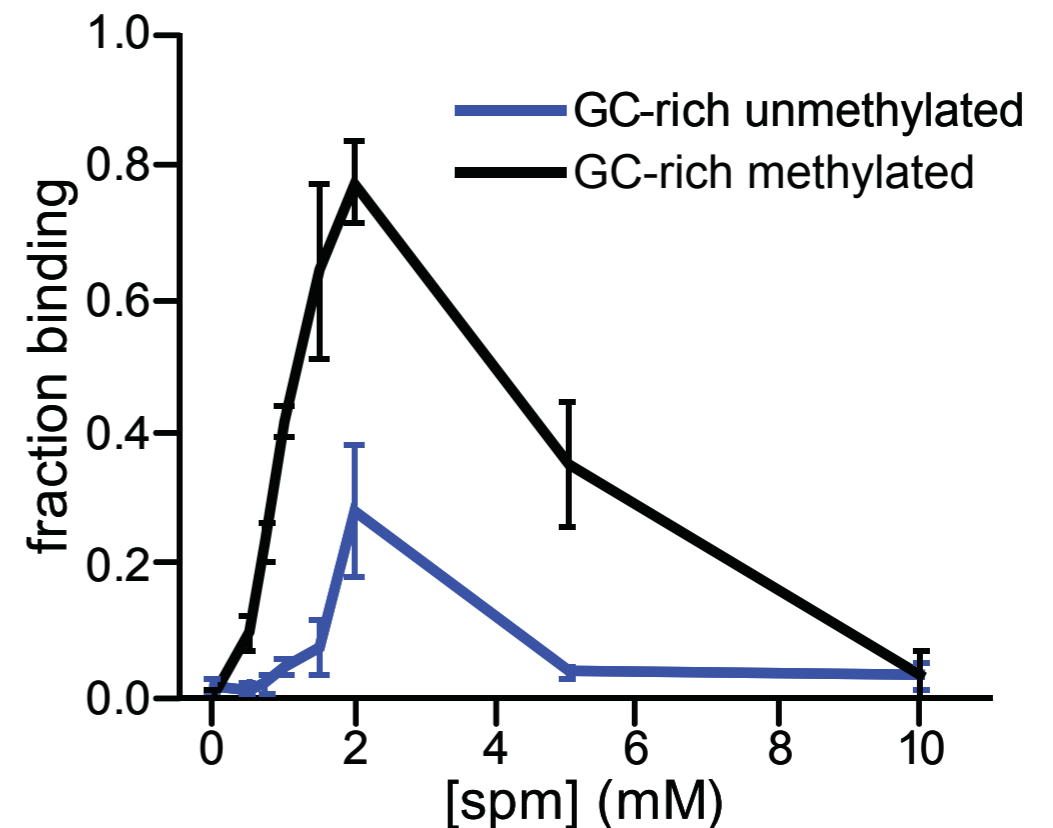 1.0
0.8
0.6
0.4
0.2
0.0
fraction binding
GC-rich unmethylated
GC-rich methylated
0 2 4 6 8 10
[spm] (mM)